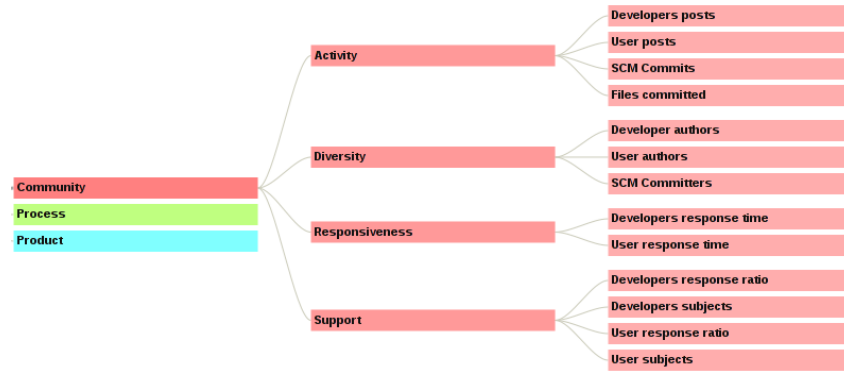 Community
Process
Product
Activity
Diversity
Responsiveness
Support
Developers posts
User posts
SCM Commits
Files committed
Developer authors
User authors
SCM Committers
Developers response time
User response time
Developers response ratio
Developers subjects
User response ratio
User subjects